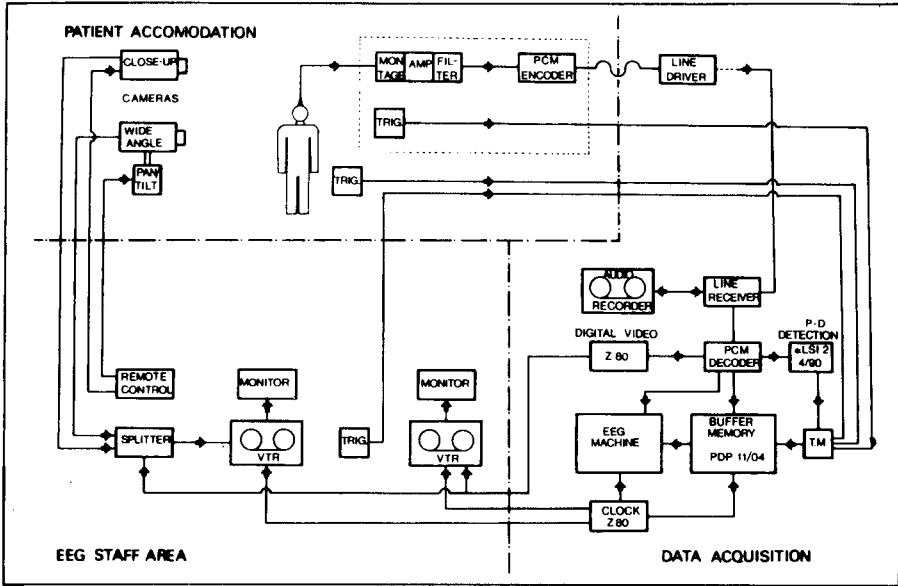 PATIENT ACCOMODATION
CLOSE-UP
CAMERAS
WIDE
ANGLE
PAN/
TILT
MON
TAGE
AMP
FIL-
TER
PCM
ENCODER
LINE
DRIVER
TRIG.
TRIG.
AUDIO
RECORDER
LINE
RECEIVER
P-D
DETECTION
DIGITAL VIDEO
Z 80
PCM
DECODER
αLSI 2
4/90
REMOTE
CONTROL
MONITOR
MONITOR
SPLITTER
VTR
TRIG.
VTR
EEG
MACHINE
BUFFER
MEMORY
PDP 11/04
T.M
CLOCK
Z 80
EEG STAFF AREA
DATA ACQUISITION